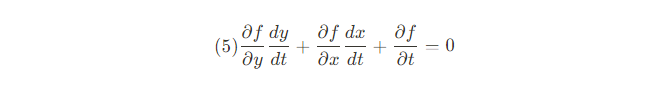 (5) ∂f/∂y dy/dt + ∂f/∂x dx/dt + ∂f/∂t = 0